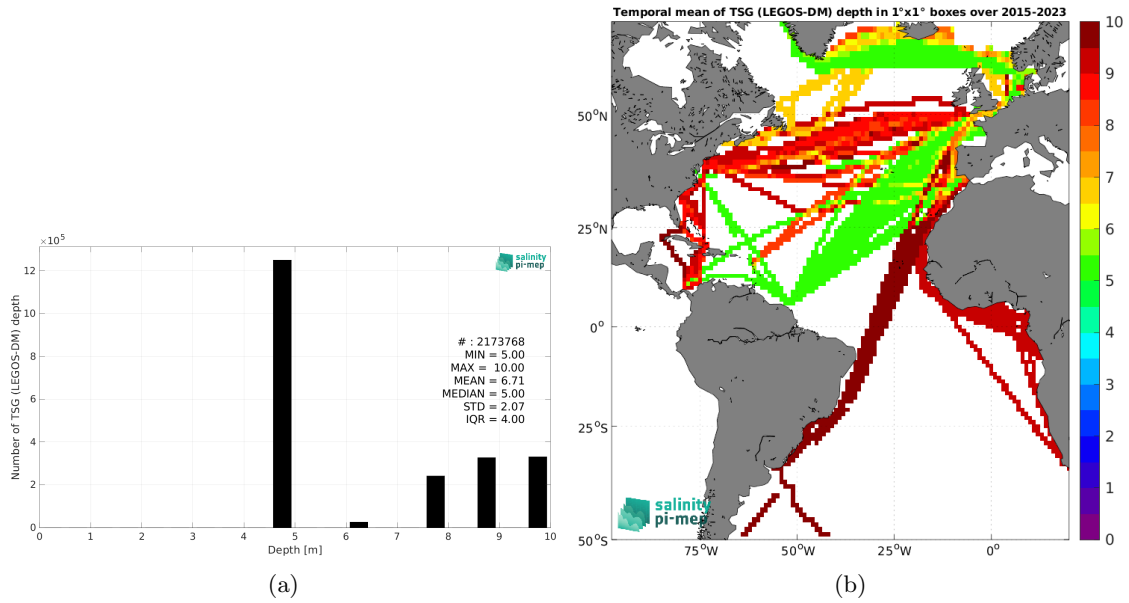 Temporal mean of TSG (LEGOS-DM) depth in 1°x1° boxes over 2015-2023
×10⁵
12
10
8
6
4
2
0
Number of TSG (LEGOS-DM) depth
salinity
pi-mep
# : 2173768
MIN = 5.00
MAX = 10.00
MEAN = 6.71
MEDIAN = 5.00
STD = 2.07
IQR = 4.00
0 1 2 3 4 5 6 7 8 9 10
Depth [m]
(a)
50°N
25°N
0°
25°S
50°S
75°W 50°W 25°W 0°
salinity
pi-mep
10
9
8
7
6
5
4
3
2
1
0
(b)